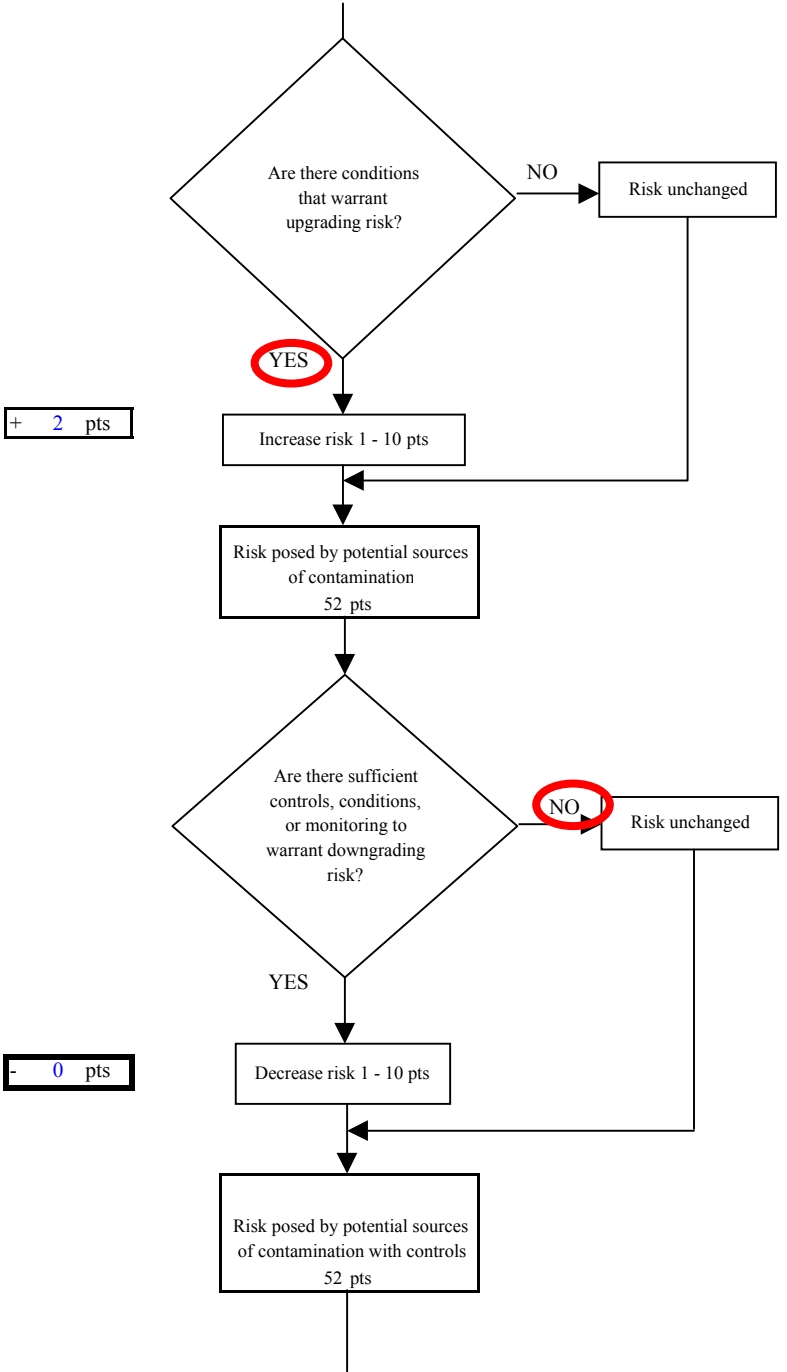 Are there conditions
that warrant
upgrading risk?
NO
Risk unchanged
YES
+ 2 pts
Increase risk 1 - 10 pts
Risk posed by potential sources
of contamination
52 pts
Are there sufficient
controls, conditions,
or monitoring to
warrant downgrading
risk?
NO
Risk unchanged
YES
- 0 pts
Decrease risk 1 - 10 pts
Risk posed by potential sources
of contamination with controls
52 pts